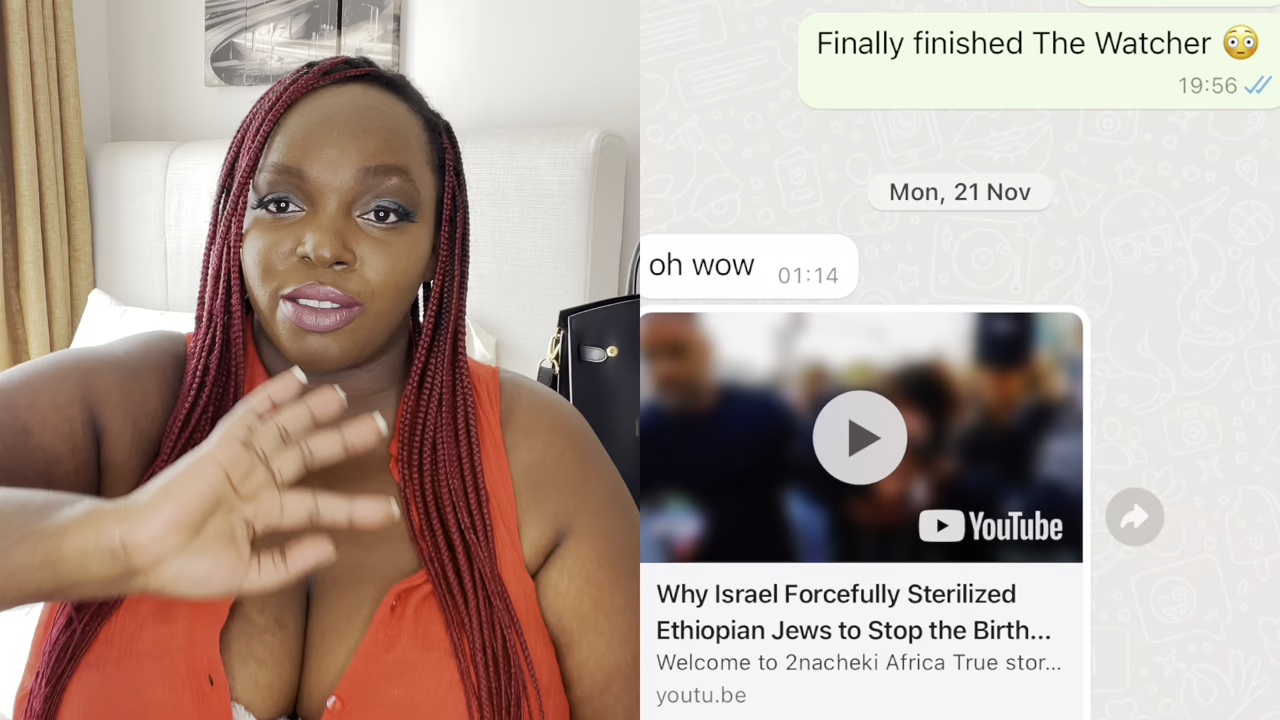 Finally finished The Watcher 😳
19:56
Mon, 21 Nov
oh wow 01:14
YouTube
Why Israel Forcefully Sterilized
Ethiopian Jews to Stop the Birth...
Welcome to 2nacheki Africa True stor...
youtu.be